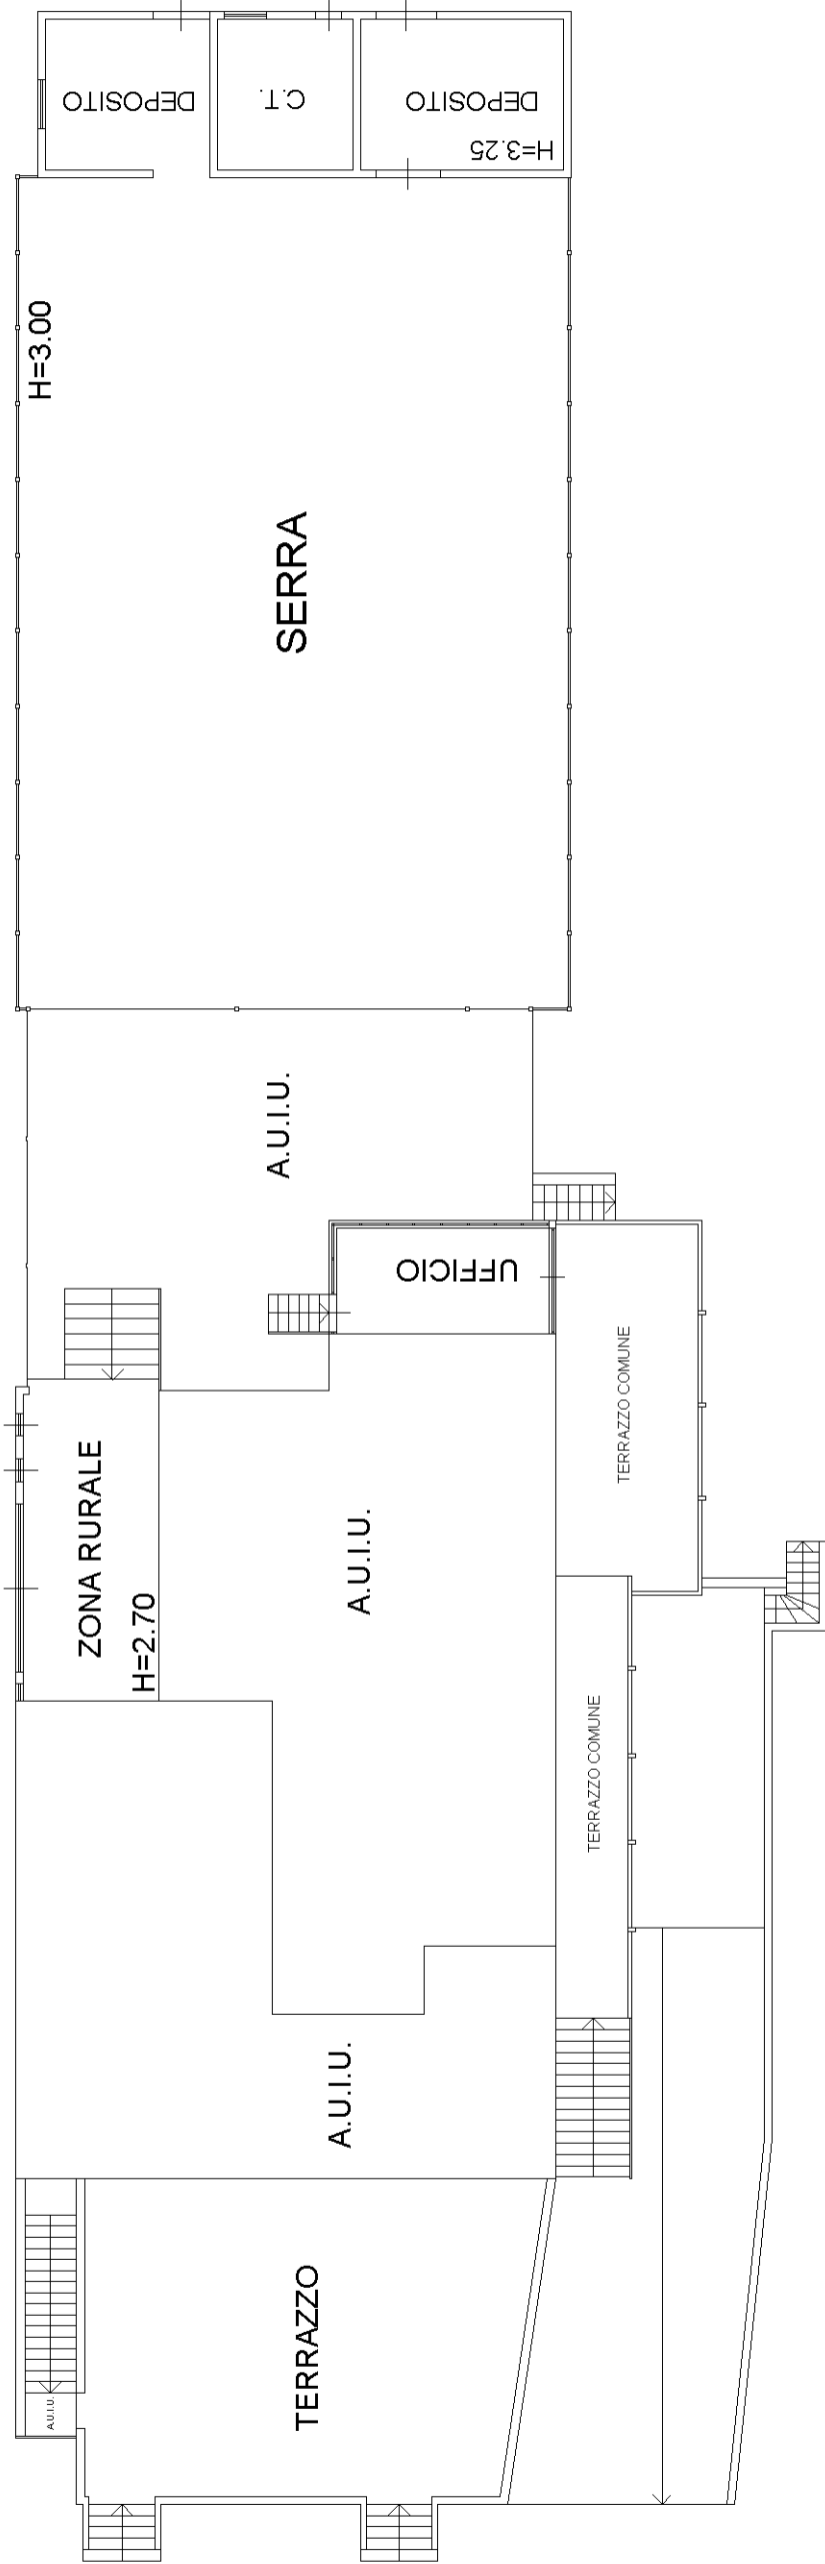 DEPOSITO
C.T.
DEPOSITO
H=3.25
H=3.00
SERRA
A.U.I.U.
UFFICIO
TERRAZZO COMUNE
ZONA RURALE
H=2.70
A.U.I.U.
TERRAZZO COMUNE
A.U.I.U.
TERRAZZO
A.U.I.U.